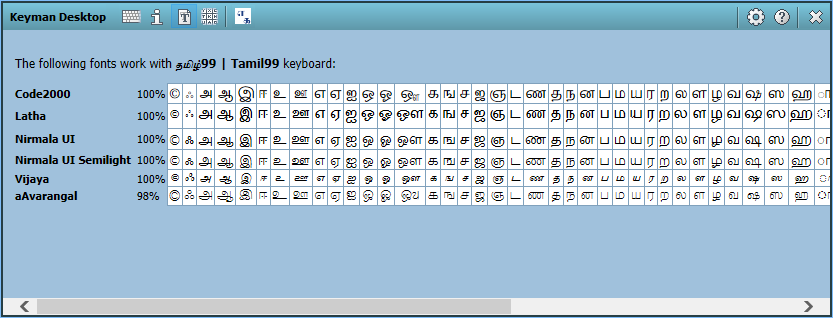 Keyman Desktop
The following fonts work with தமிழ்99 | Tamil99 keyboard:
Code2000 100% © ஃ அ ஆ இ ஈ உ ஊ எ ஏ ஐ ஒ ஓ ஔ க ங ச ஜ ஞ ட ண த ந ன ப ம ய ர ற ல ள ழ வ ஷ ஸ ஹ ா
Latha 100% © ஃ அ ஆ இ ஈ உ ஊ எ ஏ ஐ ஒ ஓ ஔ க ங ச ஜ ஞ ட ண த ந ன ப ம ய ர ற ல ள ழ வ ஷ ஸ ஹ ா
Nirmala UI 100% © ஃ அ ஆ இ ஈ உ ஊ எ ஏ ஐ ஒ ஓ ஔ க ங ச ஜ ஞ ட ண த ந ன ப ம ய ர ற ல ள ழ வ ஷ ஸ ஹ ா
Nirmala UI Semilight 100% © ஃ அ ஆ இ ஈ உ ஊ எ ஏ ஐ ஒ ஓ ஔ க ங ச ஜ ஞ ட ண த ந ன ப ம ய ர ற ல ள ழ வ ஷ ஸ ஹ ா
Vijaya 100% © ஃ அ ஆ இ ஈ உ ஊ எ ஏ ஐ ஒ ஓ ஔ க ங ச ஜ ஞ ட ண த ந ன ப ம ய ர ற ல ள ழ வ ஷ ஸ ஹ ா
aAvarangal 98% © ஃ அ ஆ இ ஈ உ ஊ எ ஏ ஐ ஒ ஓ ஔ க ங ச ஜ ஞ ட ண த ந ன ப ம ய ர ற ல ள ழ வ ஷ ஸ ஹ ா